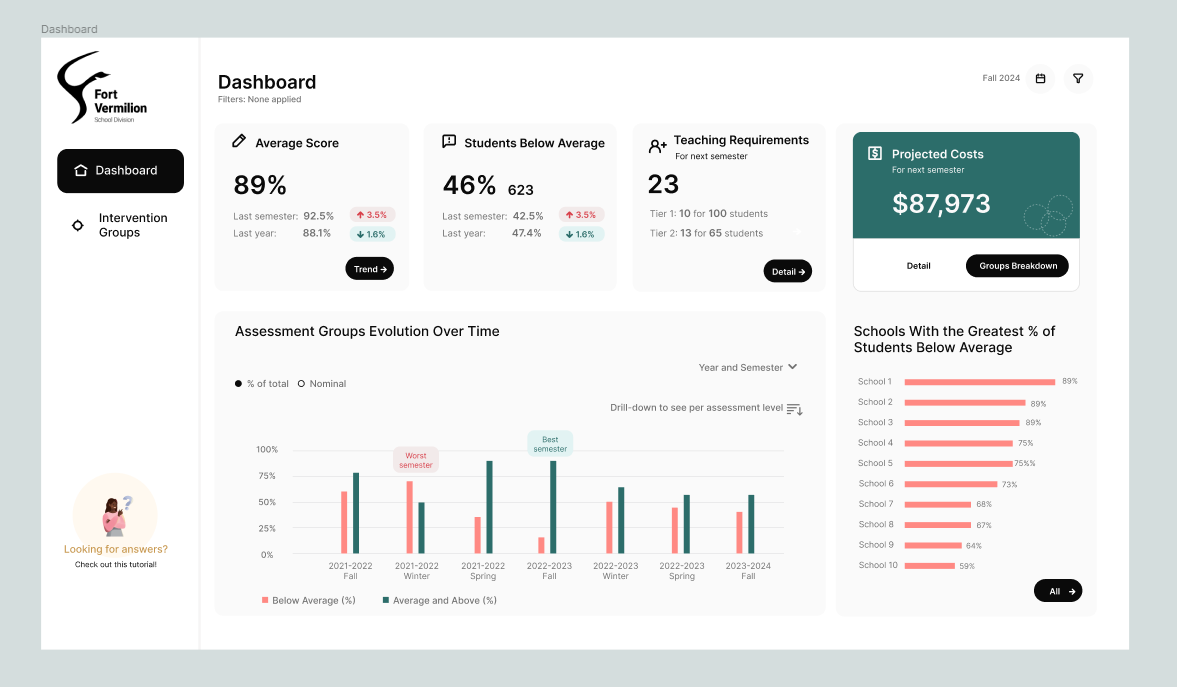 Dashboard
Fort
Vermilion
School Division
Dashboard
Intervention
Groups
Looking for answers?
Check out this tutorial!
Dashboard
Filters: None applied
Fall 2024
Average Score
89%
Last semester: 92.5% 3.5%
Last year: 88.1% 1.6%
Trend
Students Below Average
46% 623
Last semester: 42.5% 3.5%
Last year: 47.4% 1.6%
Teaching Requirements
For next semester
23
Tier 1: 10 for 100 students
Tier 2: 13 for 65 students
Detail
Projected Costs
For next semester
$87,973
Detail
Groups Breakdown
Assessment Groups Evolution Over Time
Year and Semester
% of total Nominal
Drill-down to see per assessment level
100%
75%
50%
25%
0%
Worst
semester
Best
semester
2021-2022
Fall
2021-2022
Winter
2021-2022
Spring
2022-2023
Fall
2022-2023
Winter
2022-2023
Spring
2023-2024
Fall
Below Average (%)
Average and Above (%)
Schools With the Greatest % of
Students Below Average
School 1 89%
School 2 89%
School 3 89%
School 4 75%
School 5 75%%
School 6 73%
School 7 68%
School 8 67%
School 9 64%
School 10 59%
All